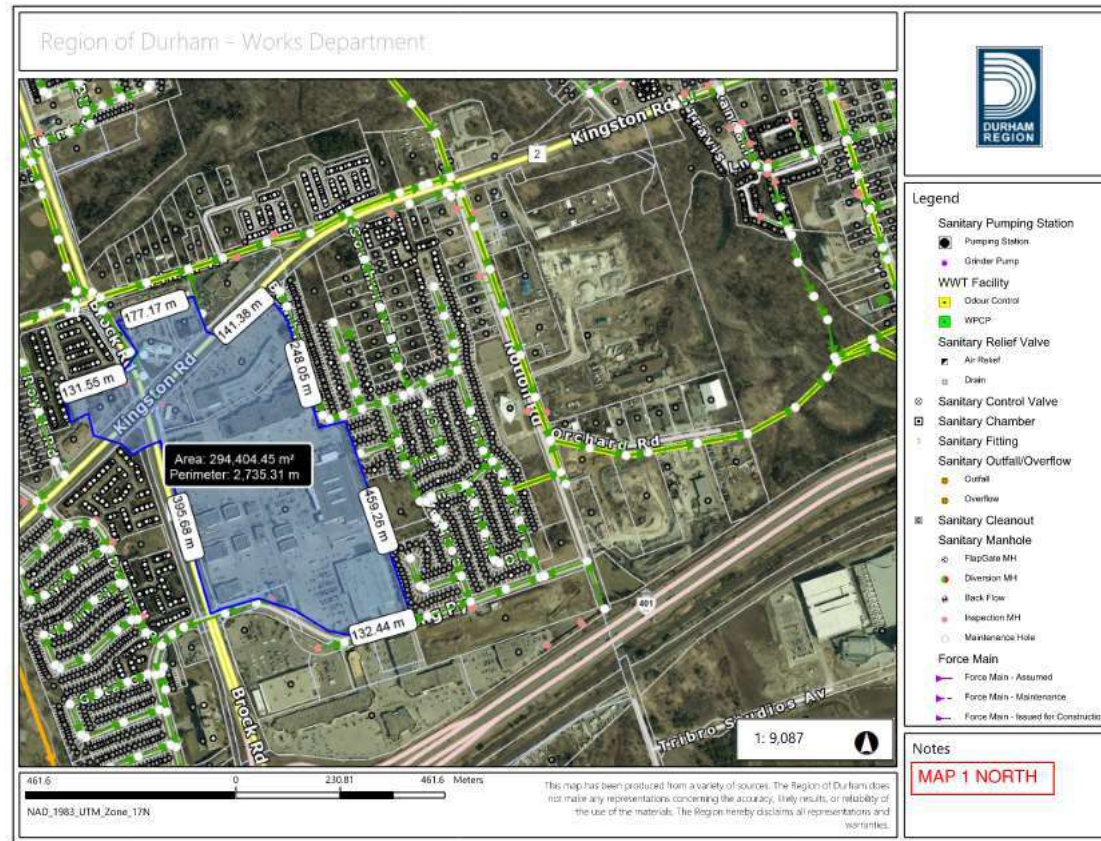 Region of Durham - Works Department
DURHAM
REGION
Kingston Rd
2
177.17 m
141.38 m
Brock Rd
248.05 m
131.55 m
Kingston Rd
Notion Rd
Orchard Rd
Area: 294,404.45 m²
Perimeter: 2,735.31 m
395.68 m
459.26 m
401
132.44 m
Brock Rd
Tribro Studios Av
1: 9,087
Legend
Sanitary Pumping Station
Pumping Station
Grinder Pump
WWT Facility
Odour Control
WPCP
Sanitary Relief Valve
Air Relief
Drain
Sanitary Control Valve
Sanitary Chamber
Sanitary Fitting
Sanitary Outfall/Overflow
Outfall
Overflow
Sanitary Cleanout
Sanitary Manhole
FlapGate MH
Diversion MH
Back Flow
Inspection MH
Maintenance Hole
Force Main
Force Main - Assumed
Force Main - Maintenance
Force Main - Issued for Constructio
Notes
MAP 1 NORTH
461.6 0 230.81 461.6 Meters
NAD_1983_UTM_Zone_17N
This map has been produced from a variety of sources. The Region of Durham does
not make any representations concerning the accuracy, likely results, or reliability of
the use of the materials. The Region hereby disclaims all representations and
warranties.